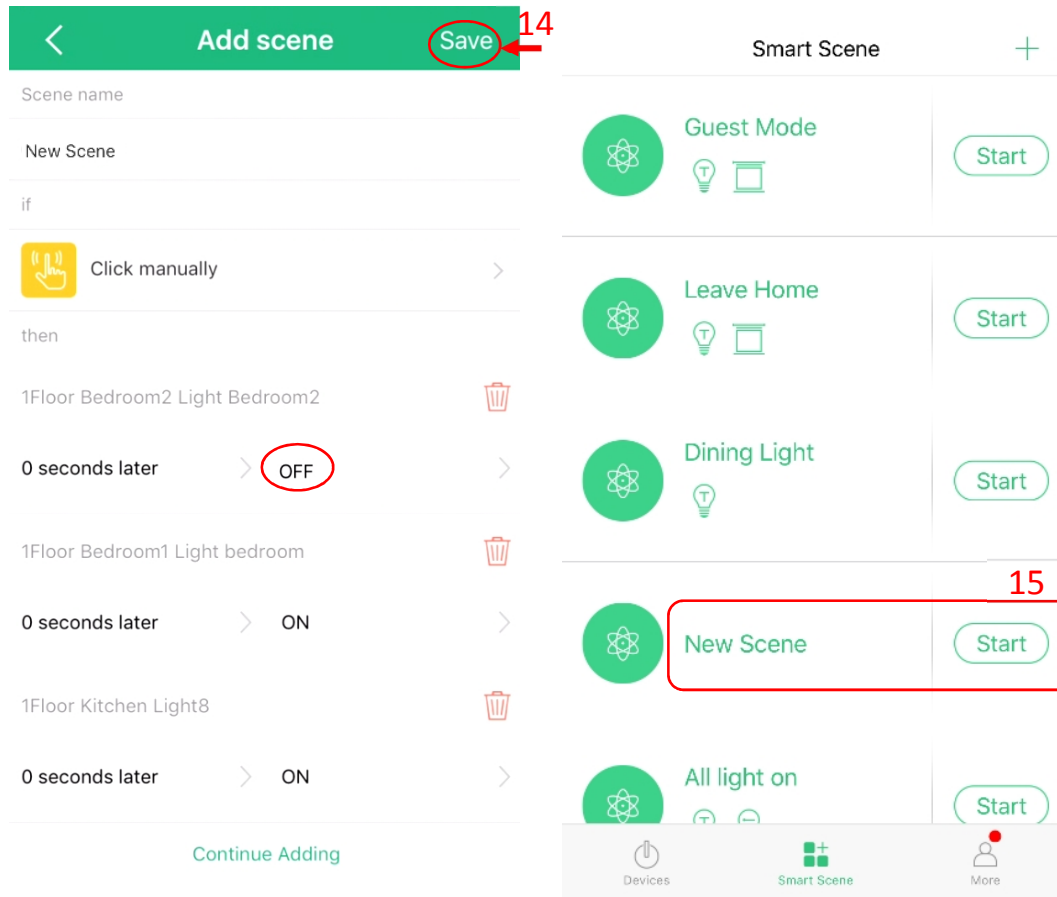 Add scene
Save
14
Scene name
New Scene
if
Click manually
then
1Floor Bedroom2 Light Bedroom2
0 seconds later
OFF
1Floor Bedroom1 Light bedroom
0 seconds later
ON
1Floor Kitchen Light8
0 seconds later
ON
Continue Adding
Smart Scene
Guest Mode
T
Start
Leave Home
T
Start
Dining Light
T
Start
15
New Scene
Start
All light on
T
Start
Devices
Smart Scene
More